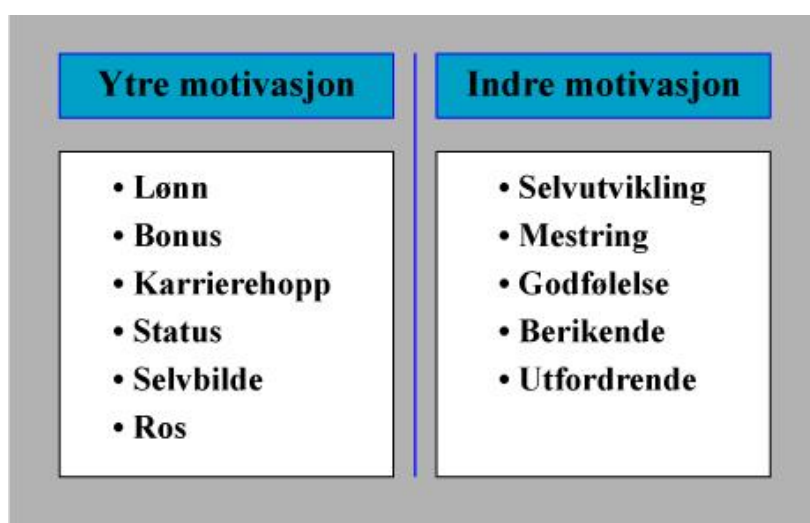 Ytre motivasjon
• Lønn
• Bonus
• Karrierehopp
• Status
• Selvbilde
• Ros
Indre motivasjon
• Selvutvikling
• Mestring
• Godfølelse
• Berikende
• Utfordrende